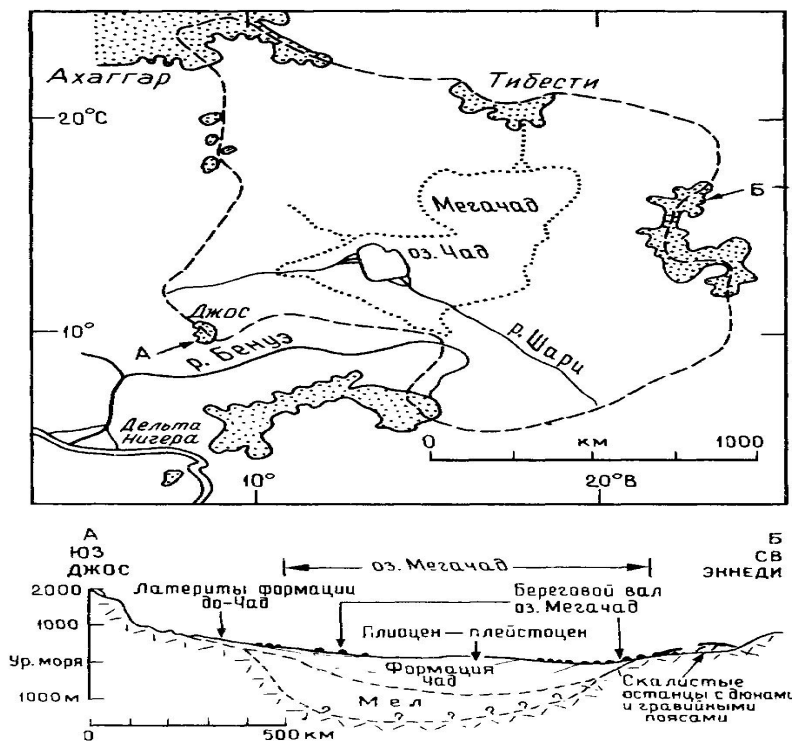 Ахаггар
Тибести
20°С
Б
Мегачад
оз. Чад
Джос
10°
А
р. Бенуэ
р. Шари
Дельта
Нигера
0 км 1000
10°
20°В
А
ЮЗ
ДЖОС
Б
СВ
ЭННЕДИ
оз. Мегачад
Латериты формации
до-Чад
Береговой вал
оз. Мегачад
Плиоцен — плейстоцен
2000
1000
Ур. моря
1000м
Формация
Чад
Мел
? ? ? ? ? ?
Скалистые
останцы с дюнами
и гравийными
поясами
0 500 км